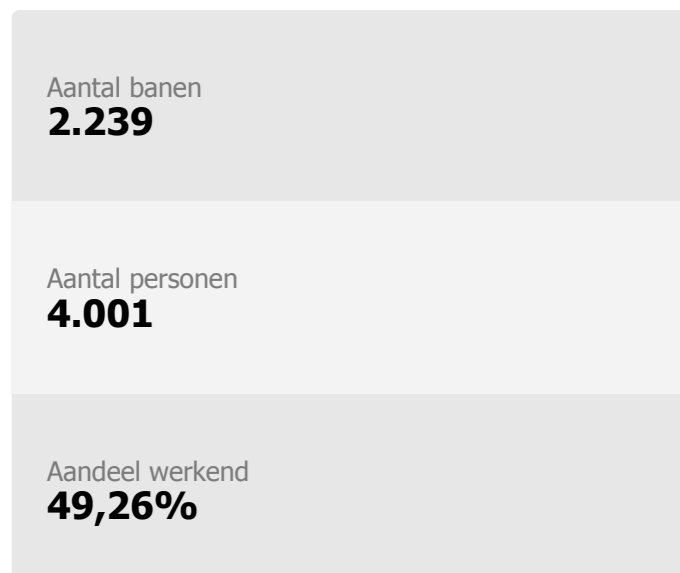 Aantal banen
2.239
Aantal personen
4.001
Aandeel werkend
49,26%